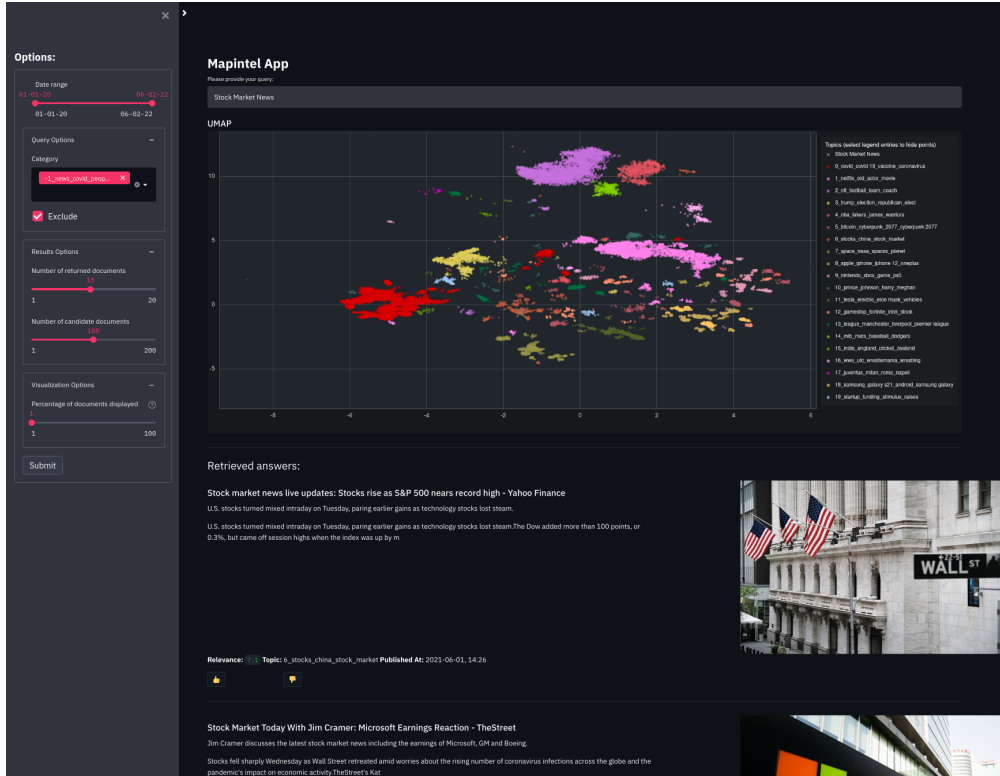 ×
›
Options:
Date range
01-01-20 06-02-22
01-01-20 06-02-22
Query Options −
Category
-1_news_covid_peop... ×
Exclude
Results Options −
Number of returned documents
10
1 20
Number of candidate documents
100
1 200
Visualization Options −
Percentage of documents displayed
1
1 100
Submit
Mapintel App
Please provide your query:
Stock Market News
UMAP
10
5
0
-5
-8 -6 -4 -2 0 2 4 6
Topics (select legend entries to hide points)
Stock Market News
0_covid_covid 19_vaccine_coronavirus
1_netflix_old_actor_movie
2_nfl_football_team_coach
3_trump_election_republican_elect
4_nba_lakers_james_warriors
5_bitcoin_cyberpunk_2077_cyberpunk 2077
6_stocks_china_stock_market
7_space_nasa_spacex_planet
8_apple_iphone_iphone 12_oneplus
9_nintendo_xbox_game_ps5
10_prince_johnson_harry_meghan
11_tesla_electric_elon musk_vehicles
12_gamestop_fortnite_intel_stock
13_league_manchester_liverpool_premier league
14_mlb_mets_baseball_dodgers
15_india_england_cricket_zealand
16_wwe_ufc_wrestlemania_wrestling
17_juventus_milan_roma_napoli
18_samsung_galaxy s21_android_samsung galaxy
19_startup_funding_stimulus_raises
Retrieved answers:
Stock market news live updates: Stocks rise as S&P 500 nears record high - Yahoo Finance
U.S. stocks turned mixed intraday on Tuesday, paring earlier gains as technology stocks lost steam.
U.S. stocks turned mixed intraday on Tuesday, paring earlier gains as technology stocks lost steam.The Dow added more than 100 points, or
0.3%, but came off session highs when the index was up by m
WALL ST
Relevance: 7.1 Topic: 6_stocks_china_stock_market Published At: 2021-06-01, 14:26
Stock Market Today With Jim Cramer: Microsoft Earnings Reaction - TheStreet
Jim Cramer discusses the latest stock market news including the earnings of Microsoft, GM and Boeing.
Stocks fell sharply Wednesday as Wall Street retreated amid worries about the rising number of coronavirus infections across the globe and the
pandemic's impact on economic activity.TheStreet's Kat